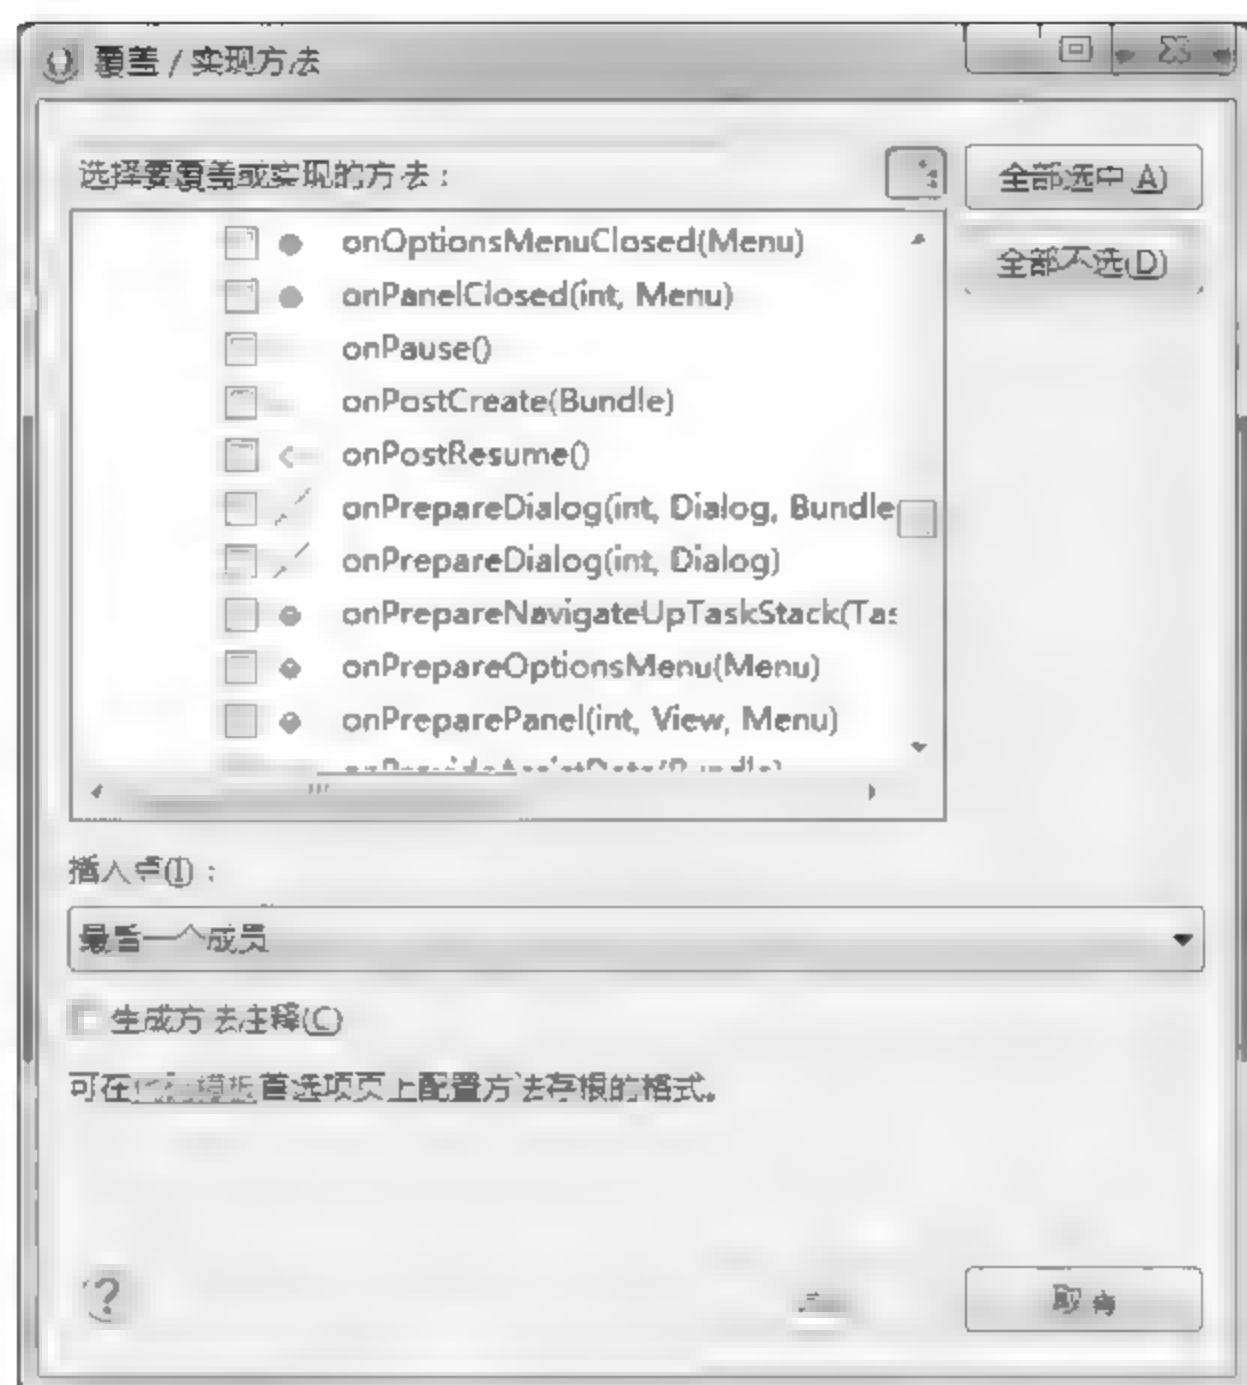 覆盖 / 实现方法
选择要覆盖或实现的方法：
全部选中 A)
全部不选(D)
onOptionsMenuClosed(Menu)
onPanelClosed(int, Menu)
onPause()
onPostCreate(Bundle)
onPostResume()
onPrepareDialog(int, Dialog, Bundle
onPrepareDialog(int, Dialog)
onPrepareNavigateUpTaskStack(Tas
onPrepareOptionsMenu(Menu)
onPreparePanel(int, View, Menu)
插入点(I)：
最后一个成员
生成方法注释(C)
可在模板首选项页上配置方法存根的格式。
取消